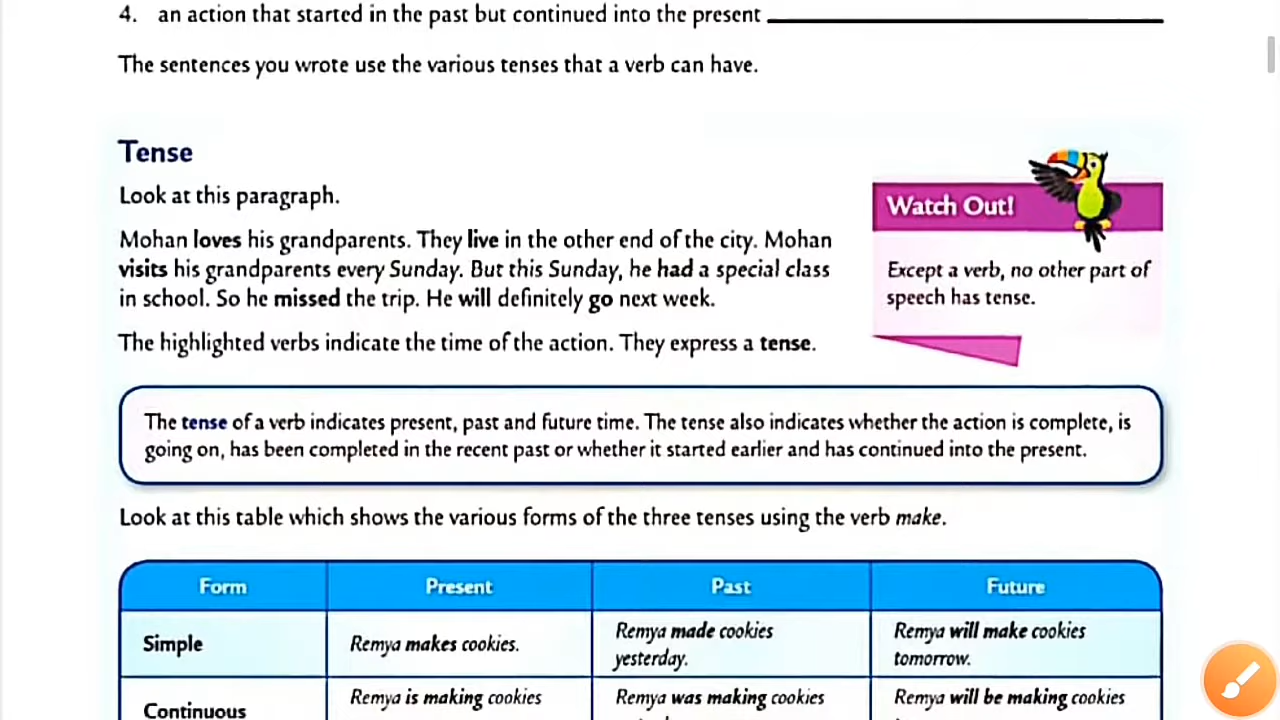 4. an action that started in the past but continued into the present
The sentences you wrote use the various tenses that a verb can have.
Tense
Look at this paragraph.
Mohan loves his grandparents. They live in the other end of the city. Mohan
visits his grandparents every Sunday. But this Sunday, he had a special class
in school. So he missed the trip. He will definitely go next week.
The highlighted verbs indicate the time of the action. They express a tense.
Watch Out!
Except a verb, no other part of
speech has tense.
The tense of a verb indicates present, past and future time. The tense also indicates whether the action is complete, is
going on, has been completed in the recent past or whether it started earlier and has continued into the present.
Look at this table which shows the various forms of the three tenses using the verb make.
Form Present Past Future
Simple
Remya makes cookies.
Remya made cookies
yesterday.
Remya will make cookies
tomorrow.
Continuous
Remya is making cookies
Remya was making cookies
Remya will be making cookies